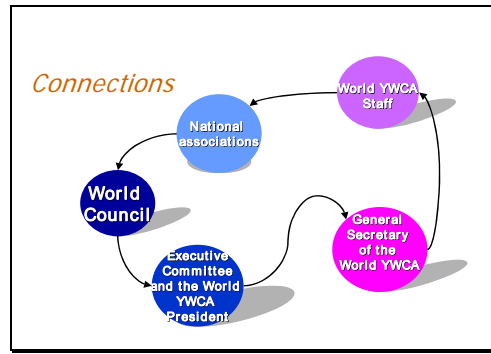 Connections
World YWCA
Staff
National
associations
World
Council
Executive
Committee
and the World
YWCA
President
General
Secretary
of the
World YWCA